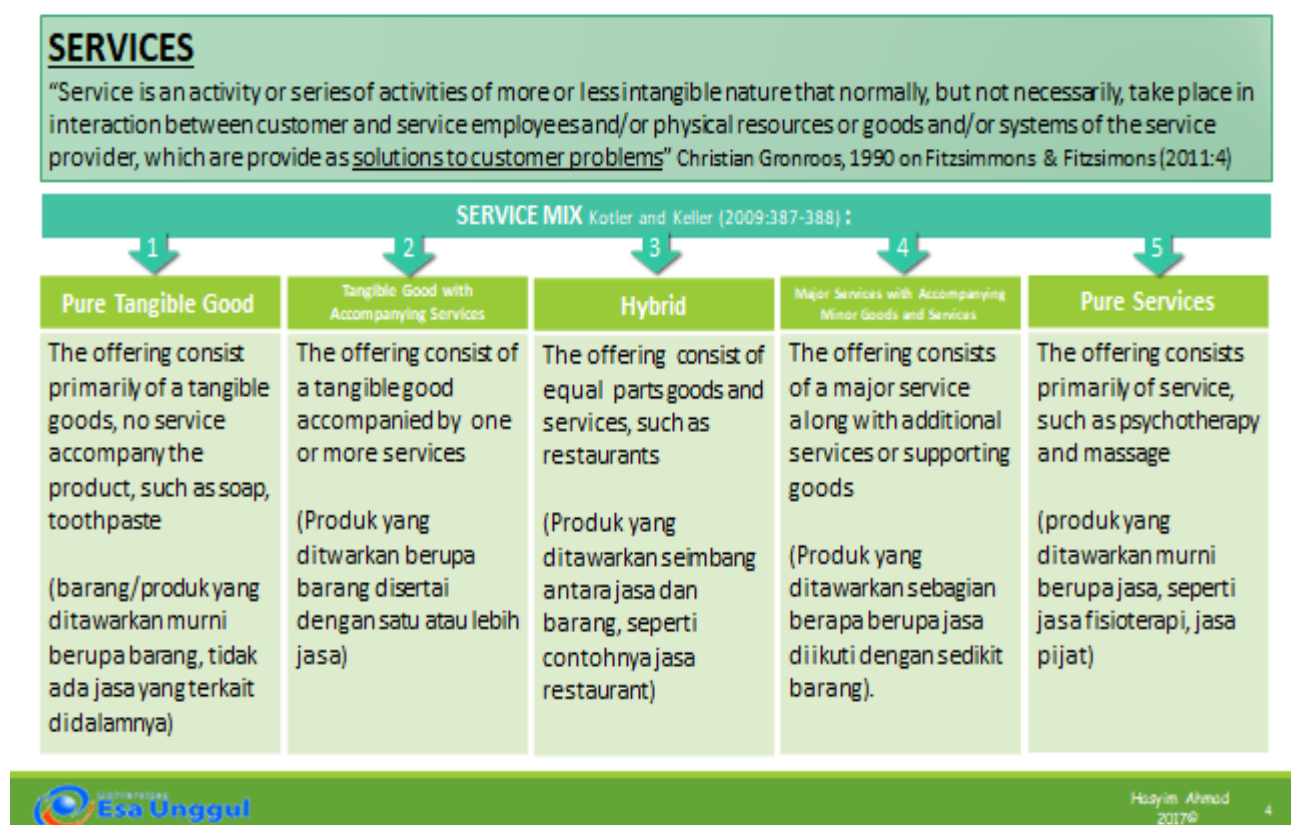 SERVICES
“Service is an activity or series of activities of more or less intangible nature that normally, but not necessarily, take place in
interaction between customer and service employees and/or physical resources or goods and/or systems of the service
provider, which are provide as solutions to customer problems” Christian Gronroos, 1990 on Fitzsimmons & Fitzsimons (2011:4)
SERVICE MIX Kotler and Keller (2009:387-388) :
1
2
3
4
5
Pure Tangible Good
The offering consist
primarily of a tangible
goods, no service
accompany the
product, such as soap,
toothpaste
(barang/produk yang
ditawarkan murni
berupa barang, tidak
ada jasa yang terkait
didalamnya)
Tangible Good with
Accompanying Services
The offering consist of
a tangible good
accompanied by one
or more services
(Produk yang
ditwarkan berupa
barang disertai
dengan satu atau lebih
jasa)
Hybrid
The offering consist of
equal parts goods and
services, such as
restaurants
(Produk yang
ditawarkan seimbang
antara jasa dan
barang, seperti
contohnya jasa
restaurant)
Major Services with Accompanying
Minor Goods and Services
The offering consists
of a major service
along with additional
services or supporting
goods
(Produk yang
ditawarkan sebagian
berapa berupa jasa
diikuti dengan sedikit
barang).
Pure Services
The offering consists
primarily of service,
such as psychotherapy
and massage
(produk yang
ditawarkan murni
berupa jasa, seperti
jasa fisioterapi, jasa
pijat)
Universitas
Esa Unggul
Hasyim Ahmad
2017©
4